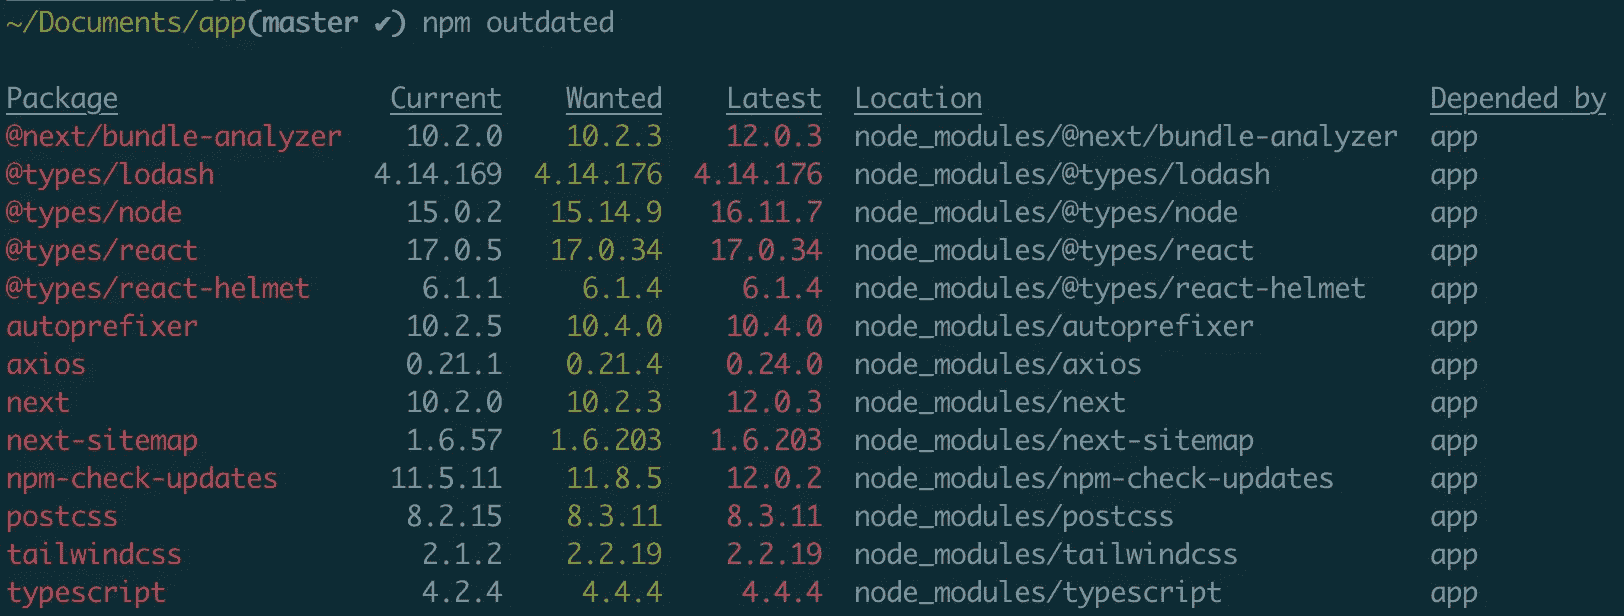 ~/Documents/app(master ✔) npm outdated
Package Current Wanted Latest Location Depended by
@next/bundle-analyzer 10.2.0 10.2.3 12.0.3 node_modules/@next/bundle-analyzer app
@types/lodash 4.14.169 4.14.176 4.14.176 node_modules/@types/lodash app
@types/node 15.0.2 15.14.9 16.11.7 node_modules/@types/node app
@types/react 17.0.5 17.0.34 17.0.34 node_modules/@types/react app
@types/react-helmet 6.1.1 6.1.4 6.1.4 node_modules/@types/react-helmet app
autoprefixer 10.2.5 10.4.0 10.4.0 node_modules/autoprefixer app
axios 0.21.1 0.21.4 0.24.0 node_modules/axios app
next 10.2.0 10.2.3 12.0.3 node_modules/next app
next-sitemap 1.6.57 1.6.203 1.6.203 node_modules/next-sitemap app
npm-check-updates 11.5.11 11.8.5 12.0.2 node_modules/npm-check-updates app
postcss 8.2.15 8.3.11 8.3.11 node_modules/postcss app
tailwindcss 2.1.2 2.2.19 2.2.19 node_modules/tailwindcss app
typescript 4.2.4 4.4.4 4.4.4 node_modules/typescript app